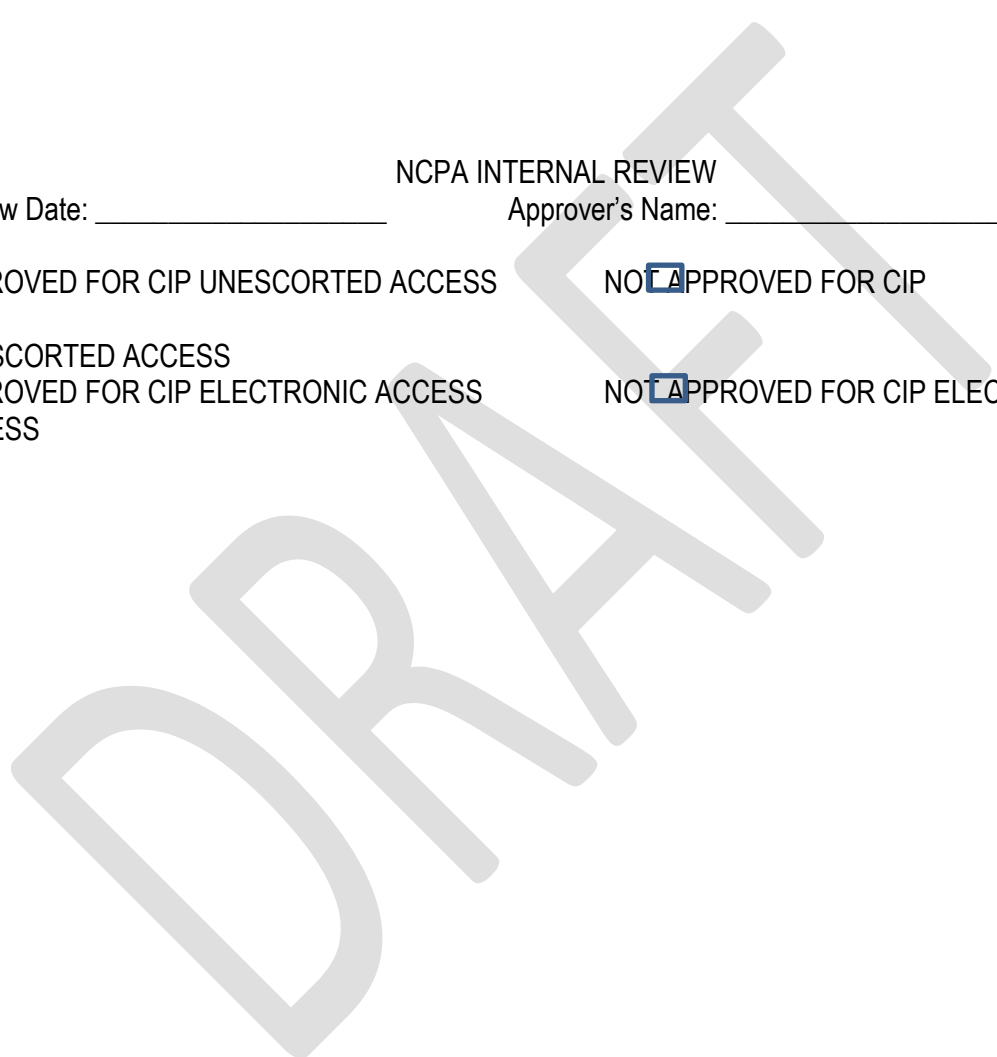 NCPA INTERNAL REVIEW
w Date: ____________________ Approver's Name: ___________________
ROVED FOR CIP UNESCORTED ACCESS NOT APPROVED FOR CIP
SCORTED ACCESS
ROVED FOR CIP ELECTRONIC ACCESS NOT APPROVED FOR CIP ELEC
ESS
DRAFT